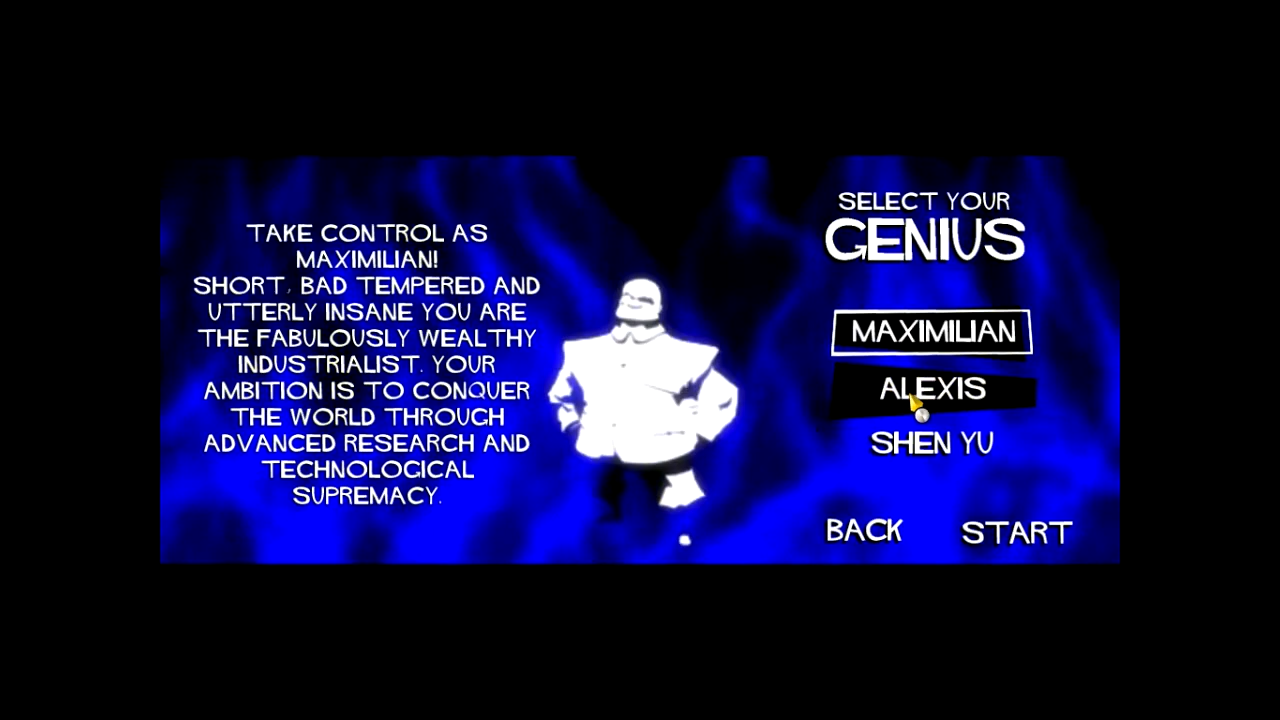 TAKE CONTROL AS
MAXIMILIAN!
SHORT, BAD TEMPERED AND
UTTERLY INSANE YOU ARE
THE FABULOUSLY WEALTHY
INDUSTRIALIST. YOUR
AMBITION IS TO CONQUER
THE WORLD THROUGH
ADVANCED RESEARCH AND
TECHNOLOGICAL
SUPREMACY.
SELECT YOUR
GENIUS
MAXIMILIAN
ALEXIS
SHEN YU
BACK START